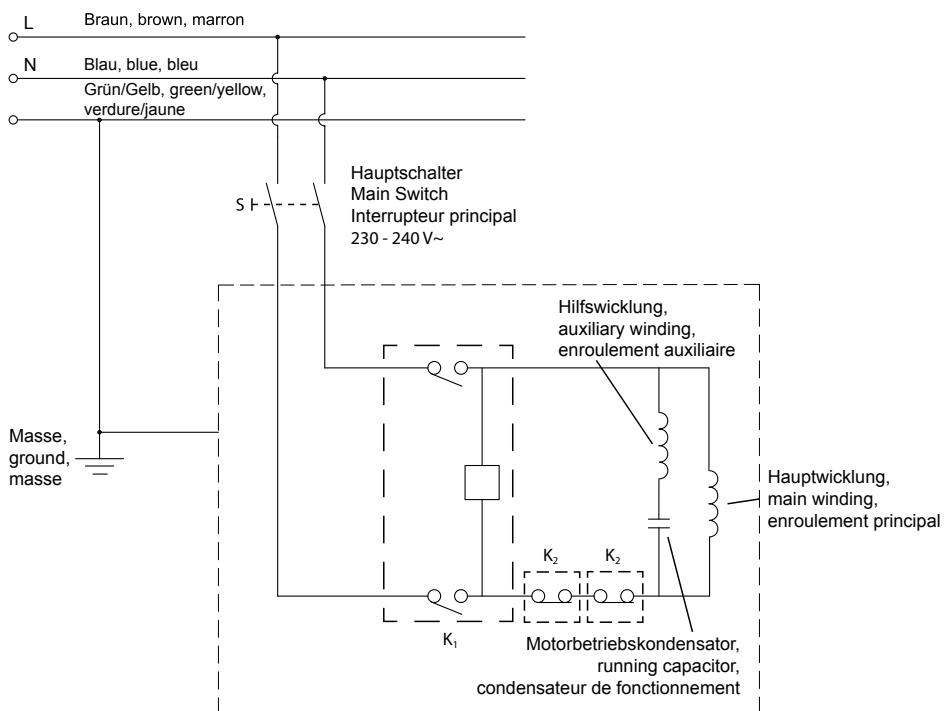 L
Braun, brown, marron
N
Blau, blue, bleu
Grün/Gelb, green/yellow,
verdure/jaune
Hauptschalter
Main Switch
Interrupteur principal
230 - 240 V~
S
Hilfswicklung,
auxiliary winding,
enroulement auxiliaire
Masse,
ground,
masse
Hauptwicklung,
main winding,
enroulement principal
K₂
K₂
K₁
Motorbetriebskondensator,
running capacitor,
condensateur de fonctionnement